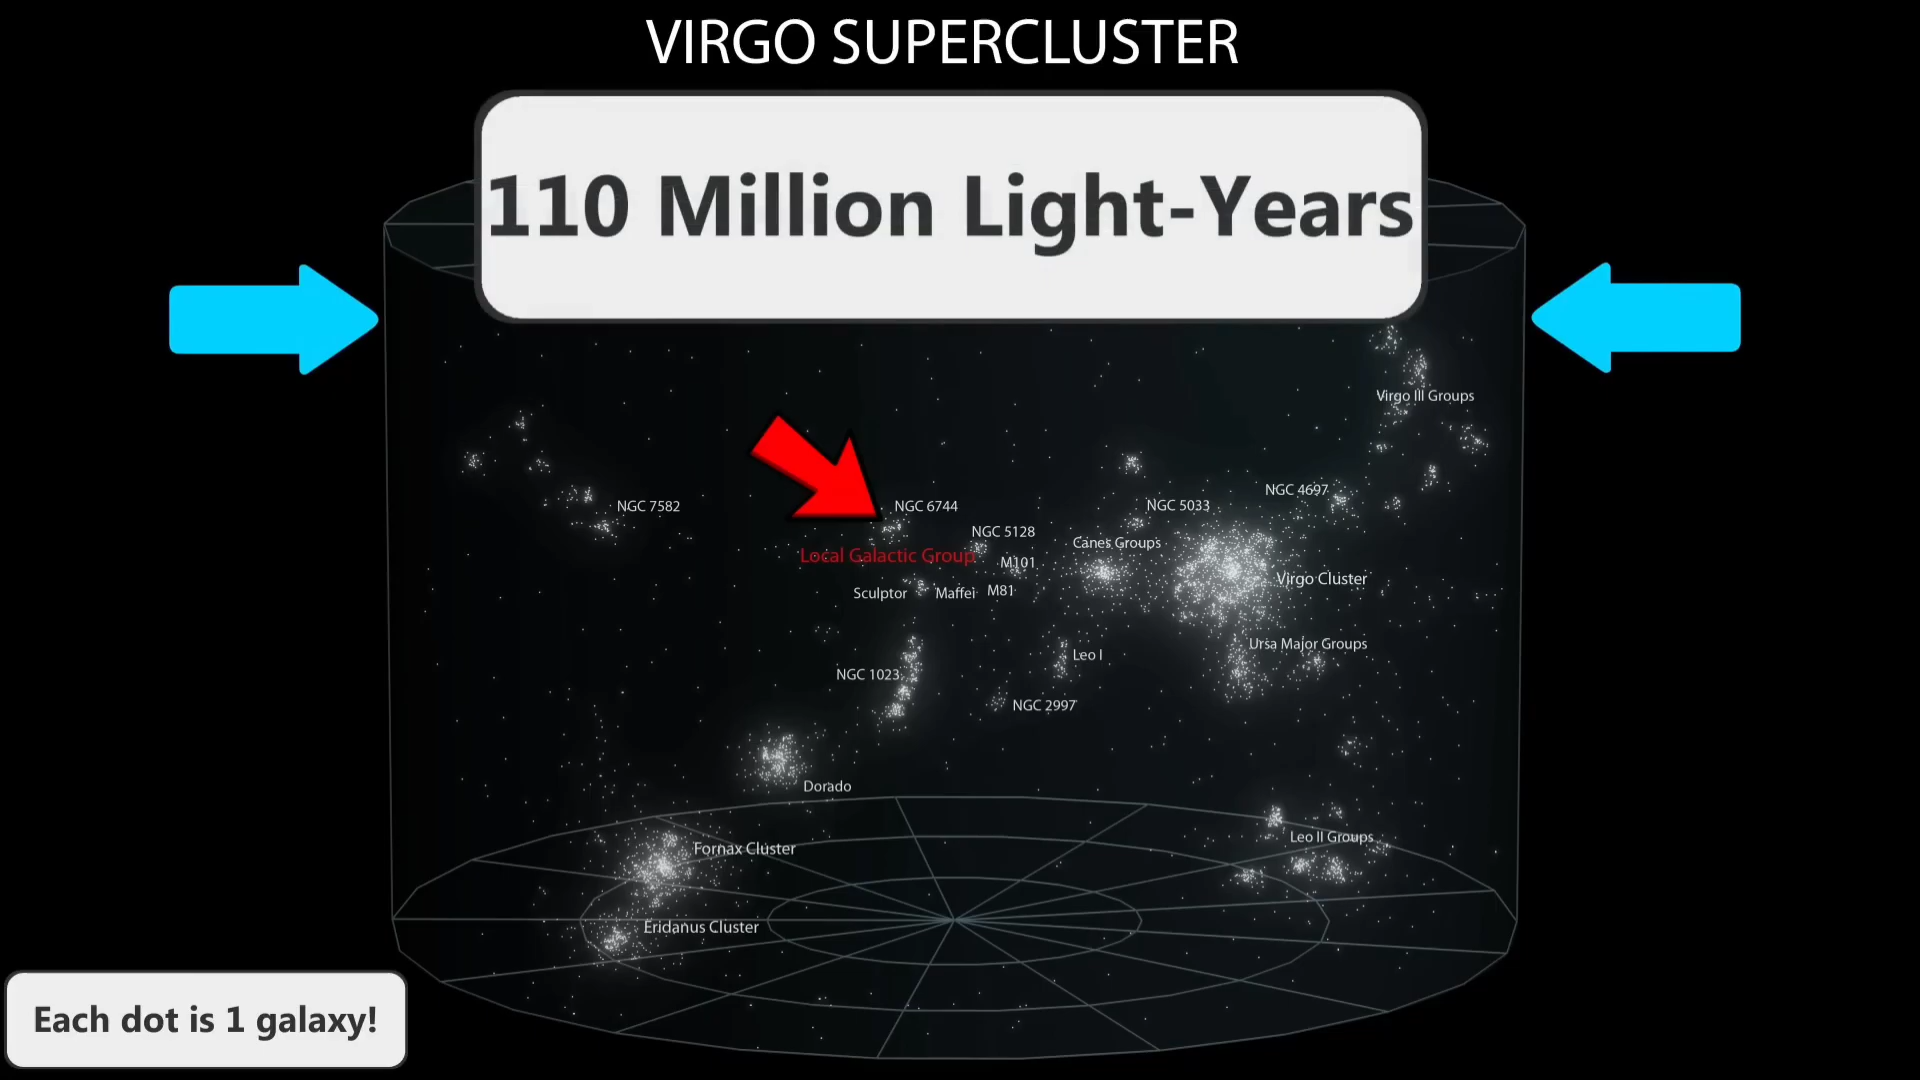 VIRGO SUPERCLUSTER
110 Million Light-Years
Virgo III Groups
NGC 4697
NGC 7582
NGC 6744
NGC 5033
NGC 5128
Canes Groups
Local Galactic Group
M101
Virgo Cluster
Sculptor
Maffei
M81
Ursa Major Groups
Leo I
NGC 1023
NGC 2997
Dorado
Leo II Groups
Fornax Cluster
Eridanus Cluster
Each dot is 1 galaxy!